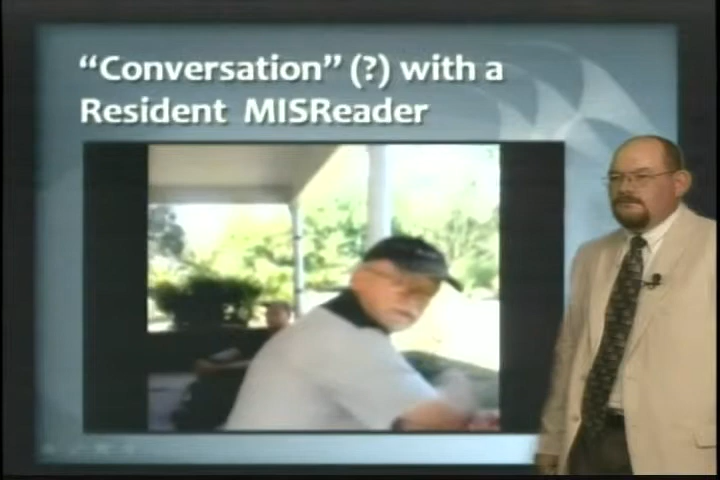 “Conversation” (?) with a
Resident MISReader